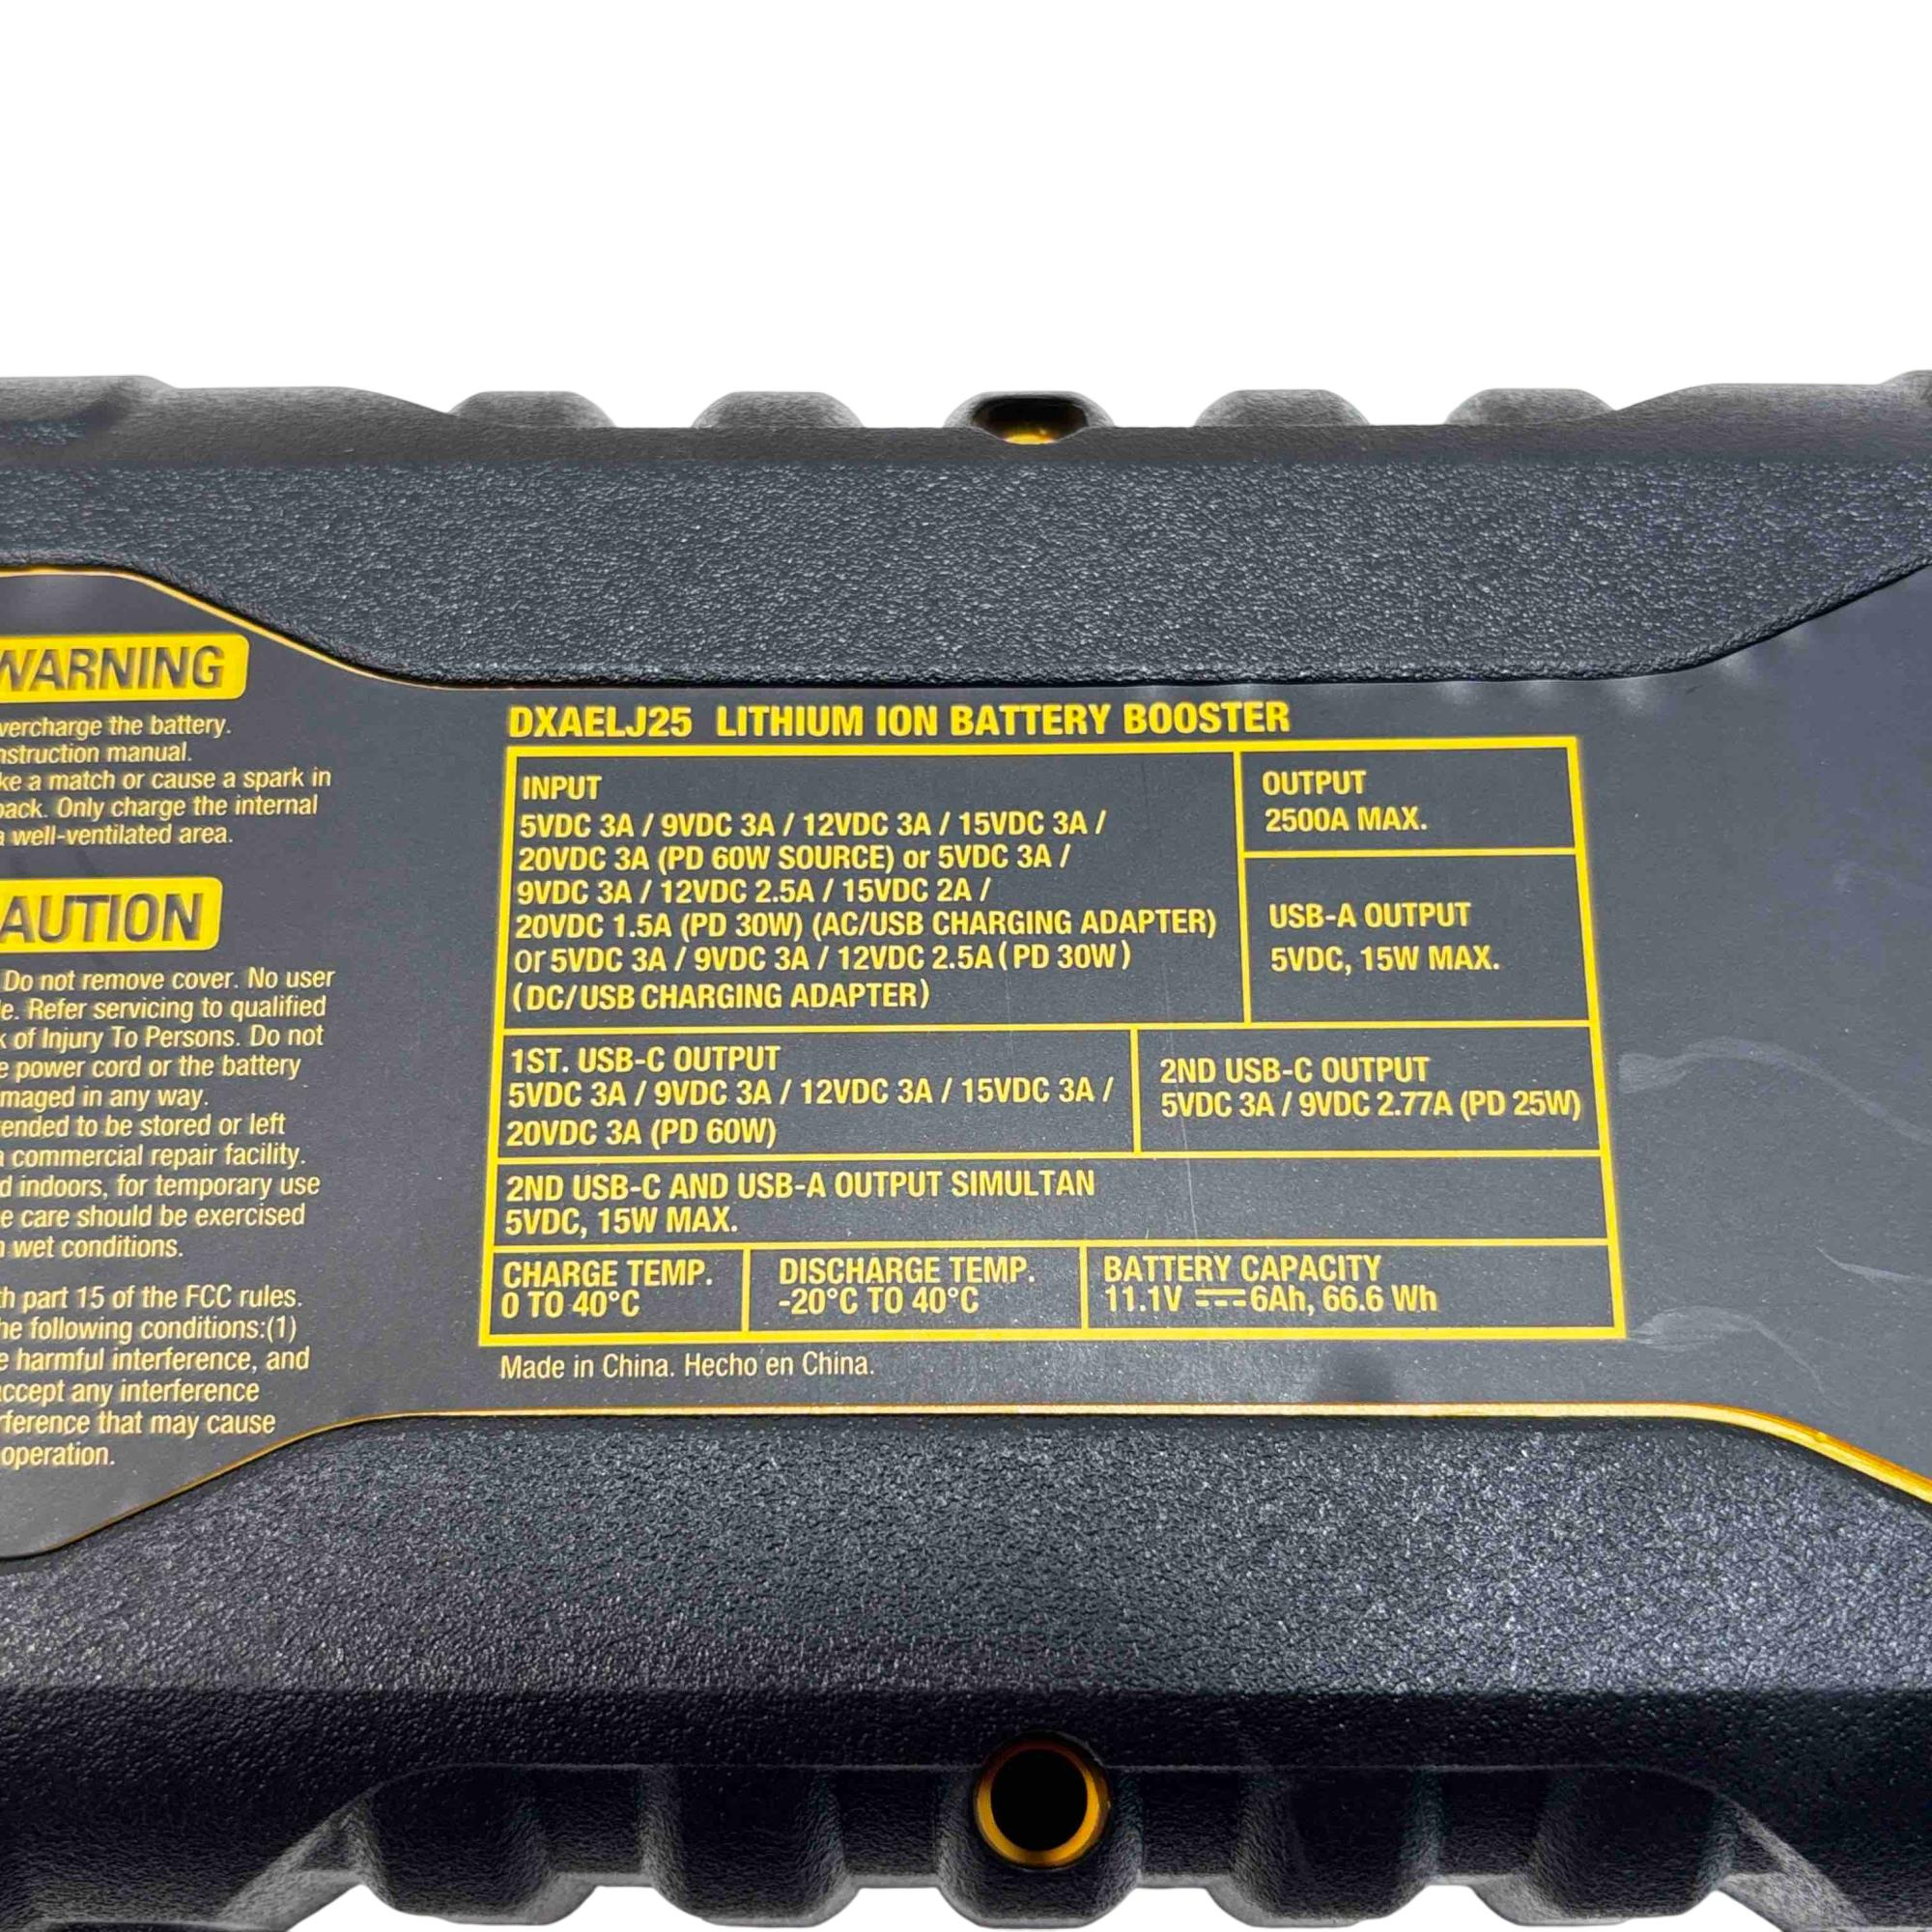 WARNING
vercharge the battery.
nstruction manual.
ke a match or cause a spark in
pack. Only charge the internal
a well-ventilated area.
AUTION
Do not remove cover. No user
le. Refer servicing to qualified
k of Injury To Persons. Do not
e power cord or the battery
maged in any way.
ended to be stored or left
a commercial repair facility.
d indoors, for temporary use
e care should be exercised
n wet conditions.
th part 15 of the FCC rules.
he following conditions:(1)
e harmful interference, and
accept any interference
rference that may cause
operation.
DXAELJ25 LITHIUM ION BATTERY BOOSTER
INPUT
5VDC 3A / 9VDC 3A / 12VDC 3A / 15VDC 3A /
20VDC 3A (PD 60W SOURCE) or 5VDC 3A /
9VDC 3A / 12VDC 2.5A / 15VDC 2A /
20VDC 1.5A (PD 30W) (AC/USB CHARGING ADAPTER)
or 5VDC 3A / 9VDC 3A / 12VDC 2.5A (PD 30W)
(DC/USB CHARGING ADAPTER)
OUTPUT
2500A MAX.
USB-A OUTPUT
5VDC, 15W MAX.
1ST. USB-C OUTPUT
5VDC 3A / 9VDC 3A / 12VDC 3A / 15VDC 3A /
20VDC 3A (PD 60W)
2ND USB-C OUTPUT
5VDC 3A / 9VDC 2.77A (PD 25W)
2ND USB-C AND USB-A OUTPUT SIMULTAN
5VDC, 15W MAX.
CHARGE TEMP.
0 TO 40°C
DISCHARGE TEMP.
-20°C TO 40°C
BATTERY CAPACITY
11.1V ⎓ 6Ah, 66.6 Wh
Made in China. Hecho en China.